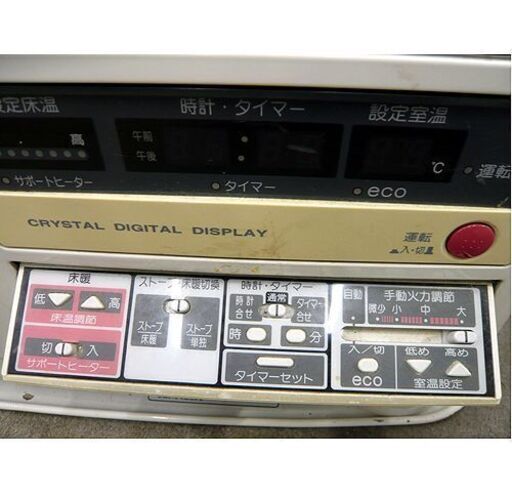 設定床温 時計・タイマー 設定室温
高 午前
午後 ℃ 運転
サポートヒーター タイマー eco
CRYSTAL DIGITAL DISPLAY
運転
入・切
床暖 ストーブ・床暖切換 時計・タイマー 自動 手動火力調節
低 高 時計合せ 通常 タイマー合せ 微少 小 中 大
床温調節
ストーブ床暖 ストーブ単独 時 分
切 入 入/切 低め 高め
サポートヒーター タイマーセット eco 室温設定